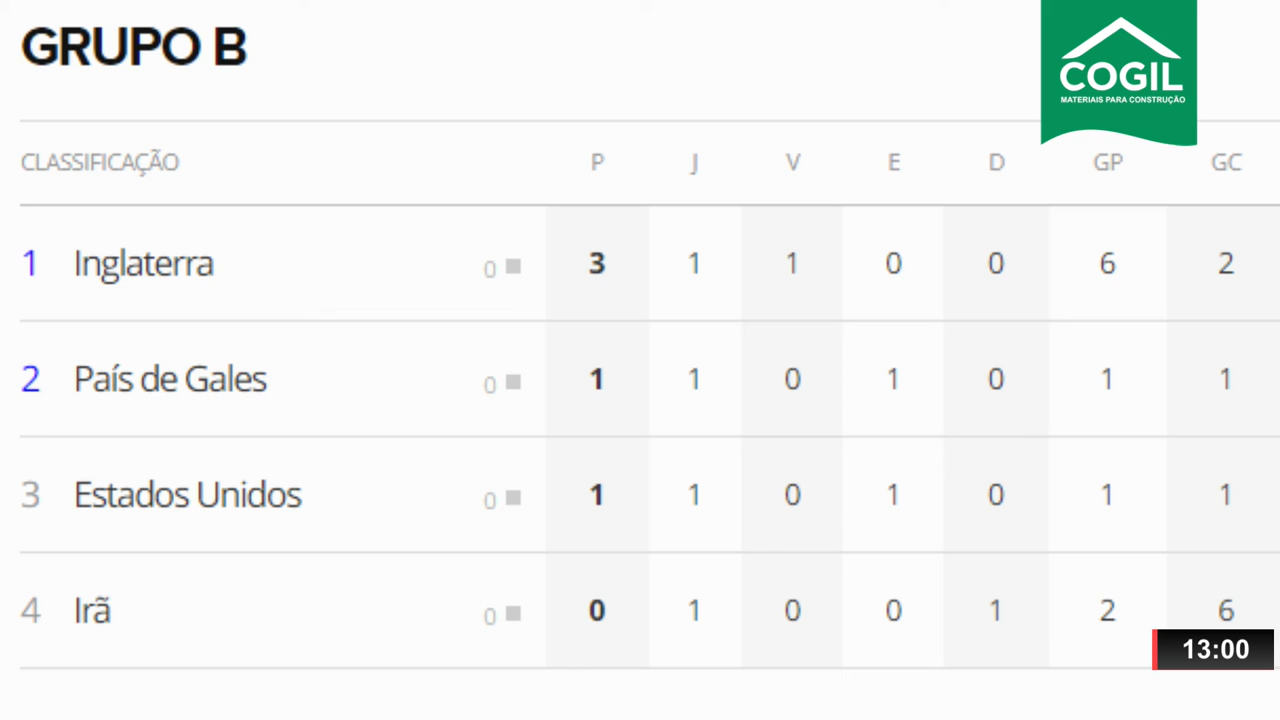 GRUPO B
COGIL
MATERIAIS PARA CONSTRUÇÃO
CLASSIFICAÇÃO P J V E D GP GC
1 Inglaterra 0 3 1 1 0 0 6 2
2 País de Gales 0 1 1 0 1 0 1 1
3 Estados Unidos 0 1 1 0 1 0 1 1
4 Irã 0 0 1 0 0 1 2 6
13:00